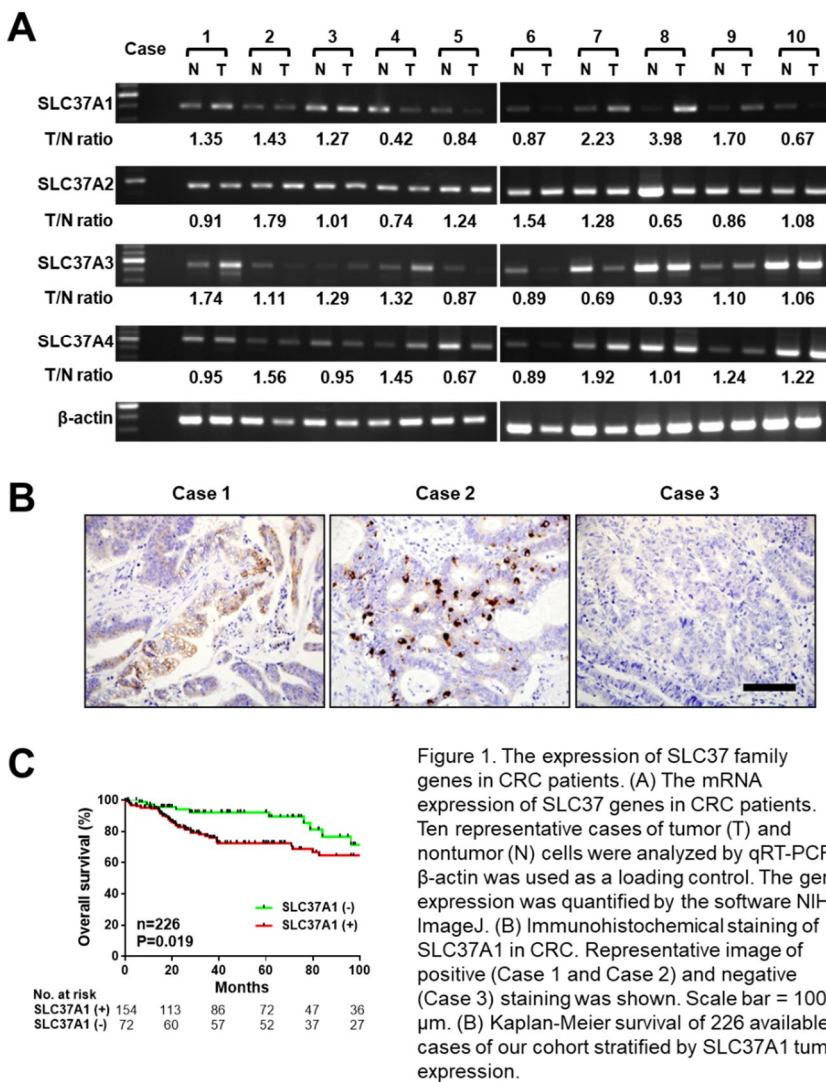 A
Case 1 2 3 4 5 6 7 8 9 10
N T N T N T N T N T N T N T N T N T N T
SLC37A1
T/N ratio 1.35 1.43 1.27 0.42 0.84 0.87 2.23 3.98 1.70 0.67
SLC37A2
T/N ratio 0.91 1.79 1.01 0.74 1.24 1.54 1.28 0.65 0.86 1.08
SLC37A3
T/N ratio 1.74 1.11 1.29 1.32 0.87 0.89 0.69 0.93 1.10 1.06
SLC37A4
T/N ratio 0.95 1.56 0.95 1.45 0.67 0.89 1.92 1.01 1.24 1.22
β-actin
B
Case 1 Case 2 Case 3
C
Overall survival (%)
100
80
60
40
20
0
SLC37A1 (-)
SLC37A1 (+)
n=226
P=0.019
0 20 40 60 80 100
Months
No. at risk
SLC37A1 (+) 154 113 86 72 47 36
SLC37A1 (-) 72 60 57 52 37 27
Figure 1. The expression of SLC37 family
genes in CRC patients. (A) The mRNA
expression of SLC37 genes in CRC patients.
Ten representative cases of tumor (T) and
nontumor (N) cells were analyzed by qRT-PCR
β-actin was used as a loading control. The gen
expression was quantified by the software NIH
ImageJ. (B) Immunohistochemical staining of
SLC37A1 in CRC. Representative image of
positive (Case 1 and Case 2) and negative
(Case 3) staining was shown. Scale bar = 100
µm. (B) Kaplan-Meier survival of 226 available
cases of our cohort stratified by SLC37A1 tum
expression.